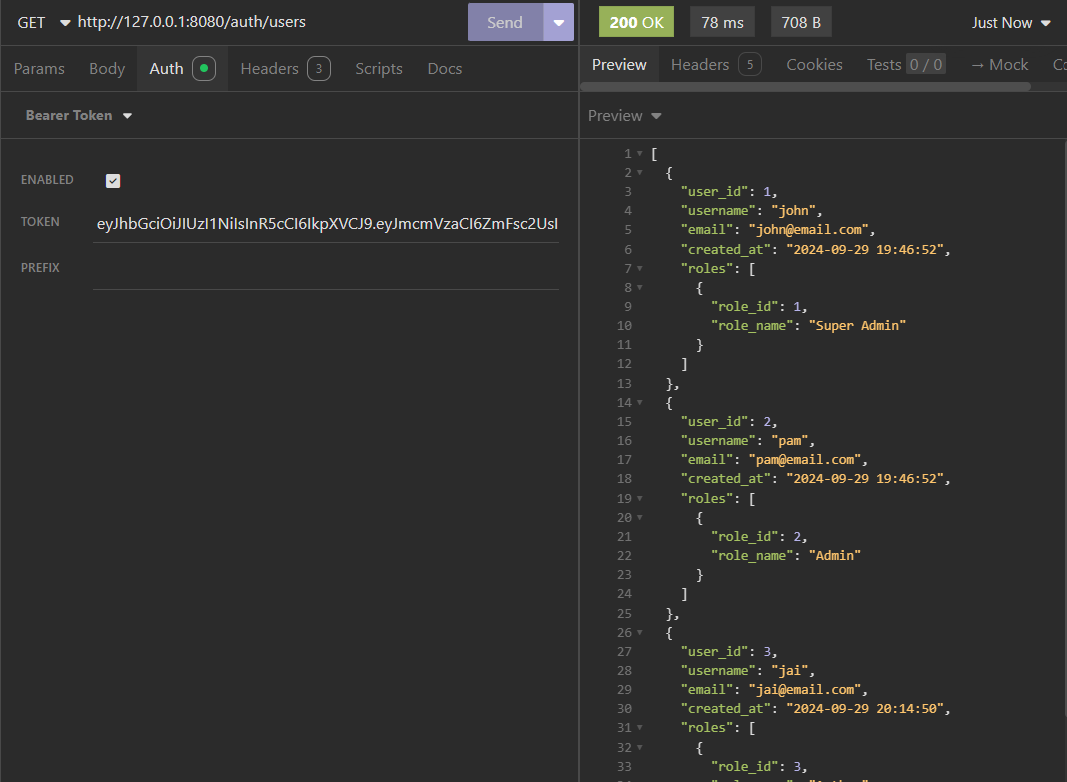 GET http://127.0.0.1:8080/auth/users Send
Params Body Auth Headers 3 Scripts Docs
Bearer Token
ENABLED
TOKEN eyJhbGciOiJIUzI1NiIsInR5cCI6IkpXVCJ9.eyJmcmVzaCI6ZmFsc2UsI
PREFIX
200 OK 78 ms 708 B Just Now
Preview Headers 5 Cookies Tests 0 / 0 → Mock
Preview
1 [
2 {
3 "user_id": 1,
4 "username": "john",
5 "email": "john@email.com",
6 "created_at": "2024-09-29 19:46:52",
7 "roles": [
8 {
9 "role_id": 1,
10 "role_name": "Super Admin"
11 }
12 ]
13 },
14 {
15 "user_id": 2,
16 "username": "pam",
17 "email": "pam@email.com",
18 "created_at": "2024-09-29 19:46:52",
19 "roles": [
20 {
21 "role_id": 2,
22 "role_name": "Admin"
23 }
24 ]
25 },
26 {
27 "user_id": 3,
28 "username": "jai",
29 "email": "jai@email.com",
30 "created_at": "2024-09-29 20:14:50",
31 "roles": [
32 {
33 "role_id": 3,